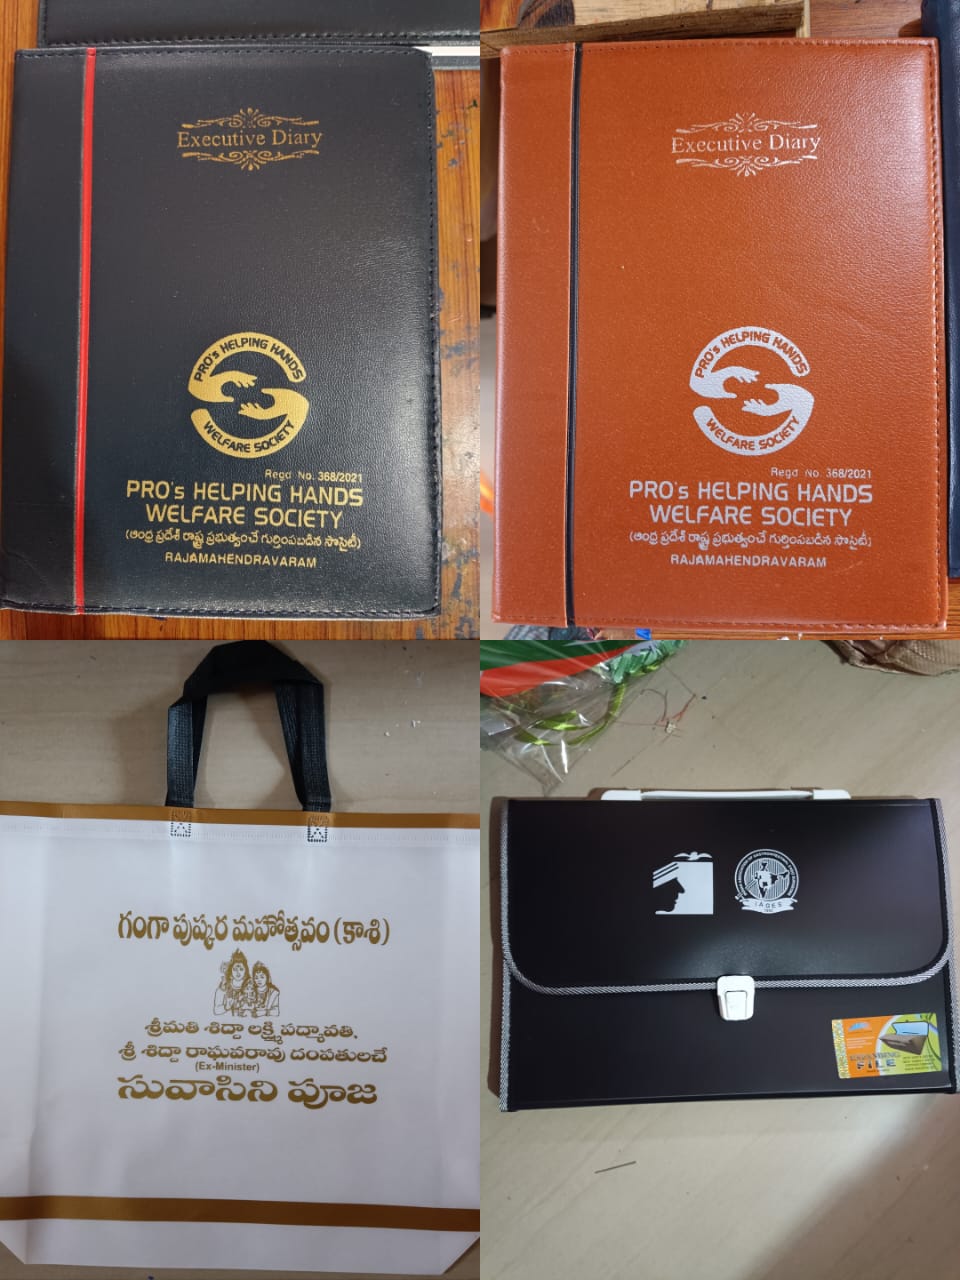 Executive Diary
PRO's HELPING HANDS
WELFARE SOCIETY
Regd No. 368/2021
PRO's HELPING HANDS
WELFARE SOCIETY
(ఆంధ్ర ప్రదేశ్ రాష్ట్ర ప్రభుత్వంచే గుర్తింపబడిన సొసైటీ)
RAJAMAHENDRAVARAM
Executive Diary
PRO's HELPING HANDS
WELFARE SOCIETY
Regd No. 368/2021
PRO's HELPING HANDS
WELFARE SOCIETY
(ఆంధ్ర ప్రదేశ్ రాష్ట్ర ప్రభుత్వంచే గుర్తింపబడిన సొసైటీ)
RAJAMAHENDRAVARAM
గంగా పుష్కర మహోత్సవం (కాశి)
శ్రీమతి శిద్దా లక్ష్మీ పద్మావతి,
శ్రీ శిద్దా రాఘవరావు దంపతులచే
(Ex-Minister)
సువాసిని పూజ
IAGES
FILE